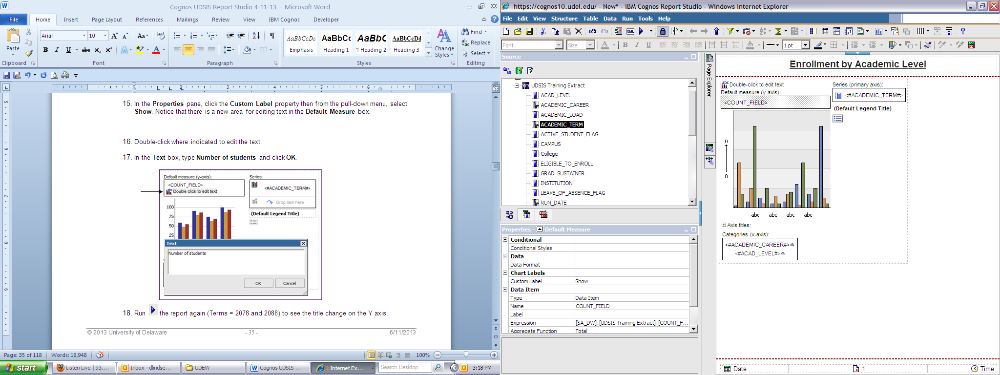 Cognos UDSIS Report Studio 4-11-13 - Microsoft Word
File Home Insert Page Layout References Mailings Review View IBM Cognos Developer
Paste
Arial 10
Aa
B I U abc x₂ x²
AaBbCcDc AaBbCc AaBbC AaBbCcDd
Emphasis Heading 1 ¶ Heading 2 Heading 3
Change Styles
Find
Replace
Select
Clipboard Font Paragraph Styles Editing
1 2 3 4 5 6
15. In the Properties pane, click the Custom Label property then from the pull-down menu, select
Show. Notice that there is a new area for editing text in the Default Measure box.
16. Double-click where indicated to edit the text.
17. In the Text box, type Number of students and click OK.
Default measure (y-axis):
<COUNT_FIELD>
Double click to edit text
Series:
<#ACADEMIC_TERM#>
Drop item here
(Default Legend Title)
100
75
50
25
Text
Number of students
OK Cancel
18. Run the report again (Terms = 2078 and 2088) to see the title change on the Y axis.
© 2013 University of Delaware - 35 - 6/11/2013
Page: 35 of 118 Words: 18,948 100%
start Listen Live | 93.... Inbox - dlindse... UDEW Cognos UDSIS ... 7 Internet Ex... Search Desktop 3:18 PM
https://cognos10.udel.edu/ - New* - IBM Cognos Report Studio - Windows Internet Explorer
File Edit View Structure Table Data Run Tools Help
Font Size A B I U 1 pt
Source
UDSIS Training Extract
ACAD_LEVEL
ACADEMIC_CAREER
ACADEMIC_LOAD
ACADEMIC_TERM
ACTIVE_STUDENT_FLAG
CAMPUS
College
ELIGIBLE_TO_ENROLL
GRAD_SUSTAINER
INSTITUTION
LEAVE_OF_ABSENCE_FLAG
RUN_DATE
Properties - Default Measure
Conditional
Conditional Styles
Data
Data Format
Chart Labels
Custom Label Show
Data Item
Type Data Item
Name COUNT_FIELD
Label
Expression [SA_DW].[UDSIS Training Extract].[COUNT_F...
Aggregate Function Total
Page Explorer
Enrollment by Academic Level
Double-click to edit text
Default measure (y-axis):
<COUNT_FIELD>
Series (primary axis):
<#ACADEMIC_TERM#>
(Default Legend Title)
n
0
abc abc abc abc
Axis titles:
Categories (x-axis):
<#ACADEMIC_CAREER#>
<#ACAD_LEVEL#>
Date 1 Time